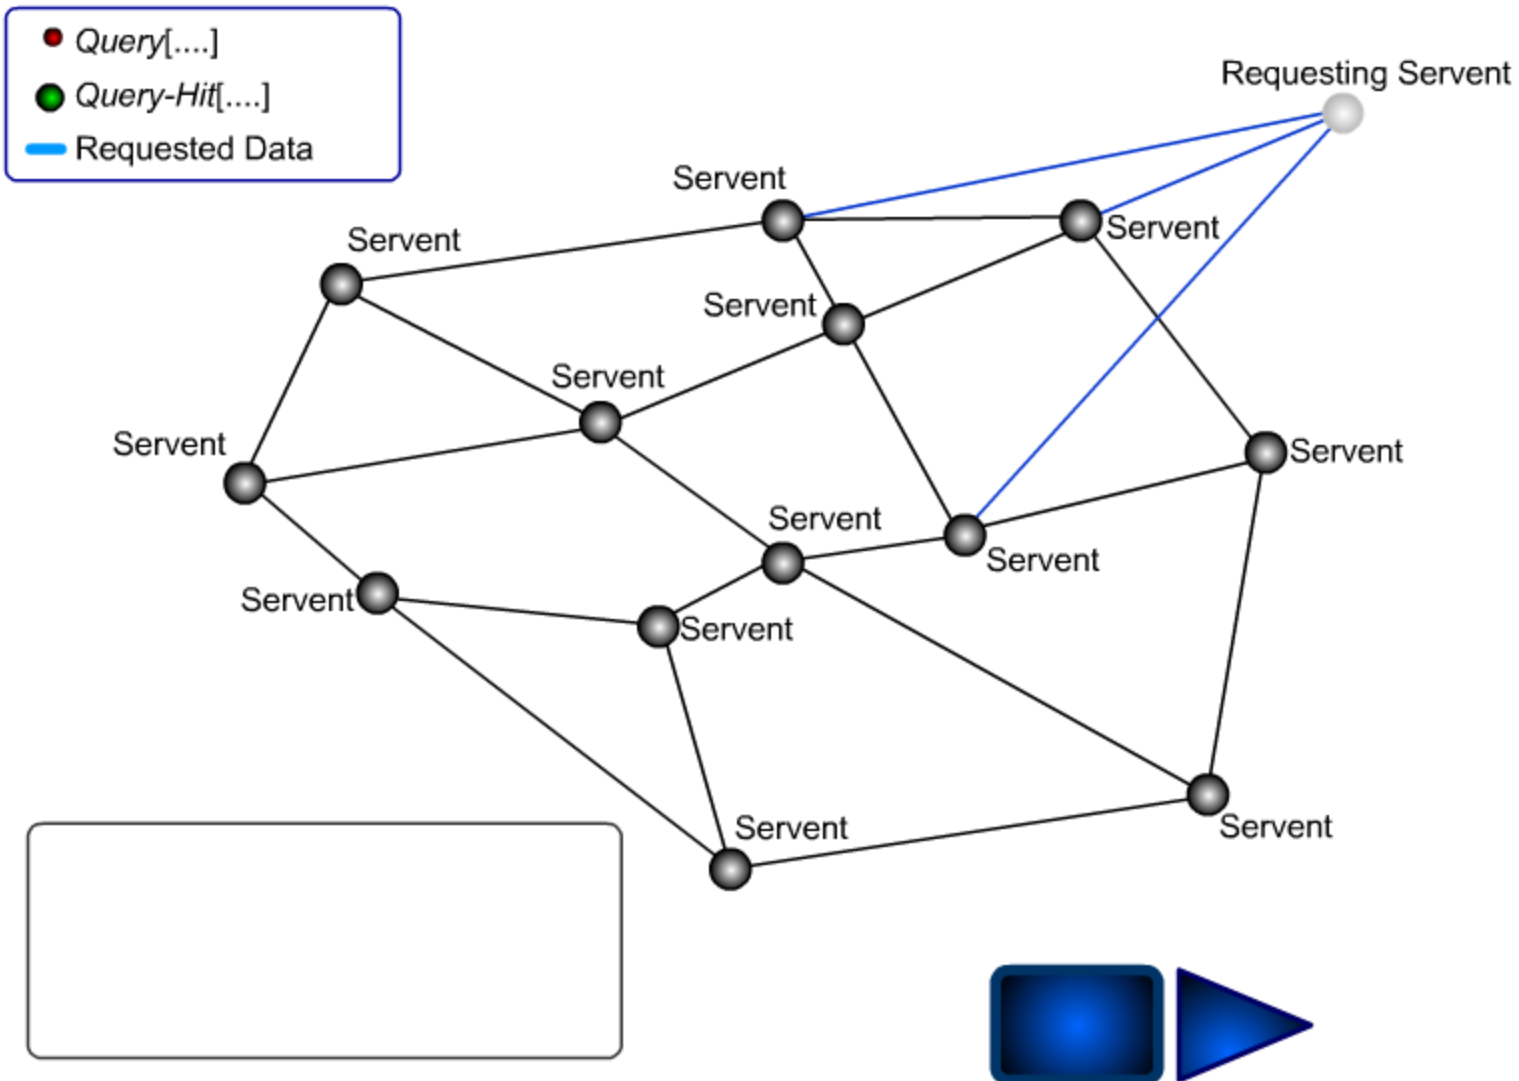 Query[....]
Query-Hit[....]
Requested Data
Requesting Servent
Servent
Servent
Servent
Servent
Servent
Servent
Servent
Servent
Servent
Servent
Servent
Servent
Servent